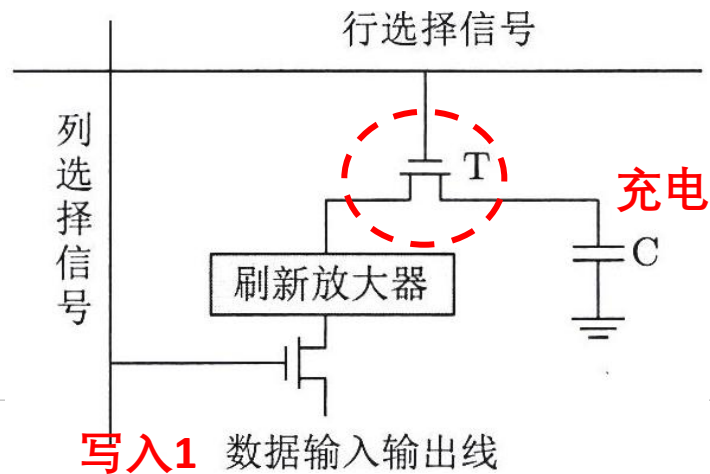 行选择信号
列选择信号
T
充电
C
刷新放大器
写入1
数据输入输出线